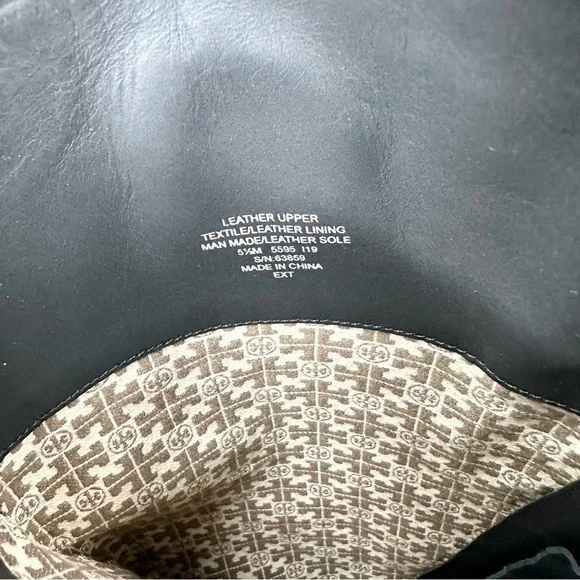 LEATHER UPPER
TEXTILE/LEATHER LINING
MAN MADE/LEATHER SOLE
5½M 5595 I19
S/N:63859
MADE IN CHINA
EXT